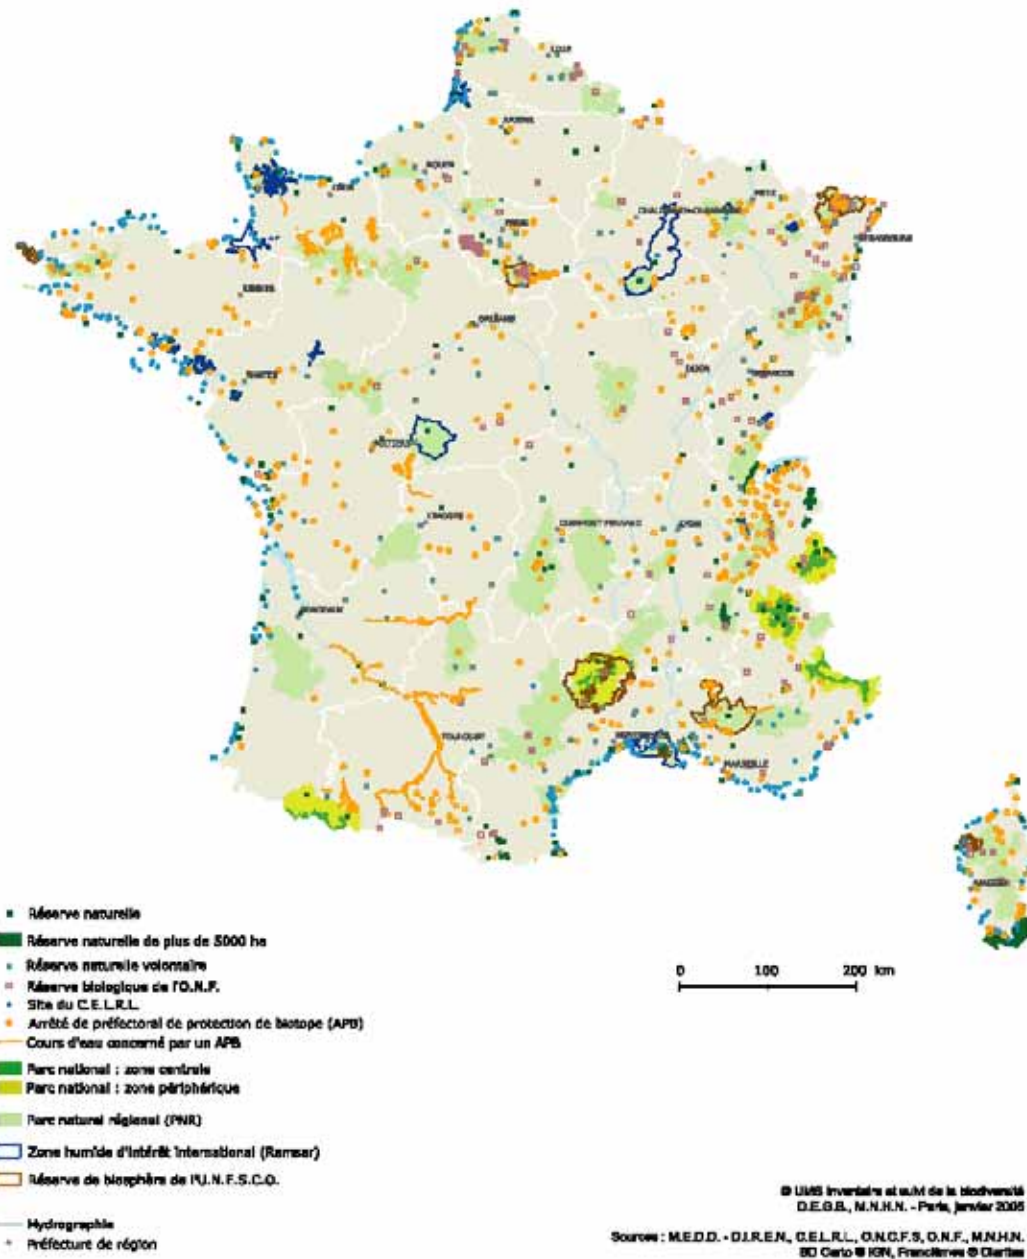 LILLE
AMIENS
ROUEN
CAEN
METZ
PARIS
STRASBOURG
RENNES
ORLÉANS
NANTES
DIJON
BESANCON
POITIERS
LIMOGES
CLERMONT FERRAND
LYON
BORDEAUX
TOULOUSE
MONTPELLIER
MARSEILLE
AJACCIO
Réserve naturelle
Réserve naturelle de plus de 5000 ha
Réserve naturelle volontaire
Réserve biologique de l'O.N.F.
Site du C.E.L.R.L.
Arrêté de préfectoral de protection de biotope (APB)
Cours d'eau concerné par un APB
Parc national : zone centrale
Parc national : zone périphérique
Parc naturel régional (PNR)
Zone humide d'intérêt international (Ramsar)
Réserve de biosphère de l'U.N.E.S.C.O.
Hydrographie
Préfecture de région
0 100 200 km
© UMS Inventaire et suivi de la biodiversité
D.E.G.B., M.N.H.N. - Paris, janvier 2005
Sources : M.E.D.D. - D.I.R.E.N., C.E.L.R.L., O.N.C.F.S, O.N.F., M.N.H.N.
BD Carto © IGN,